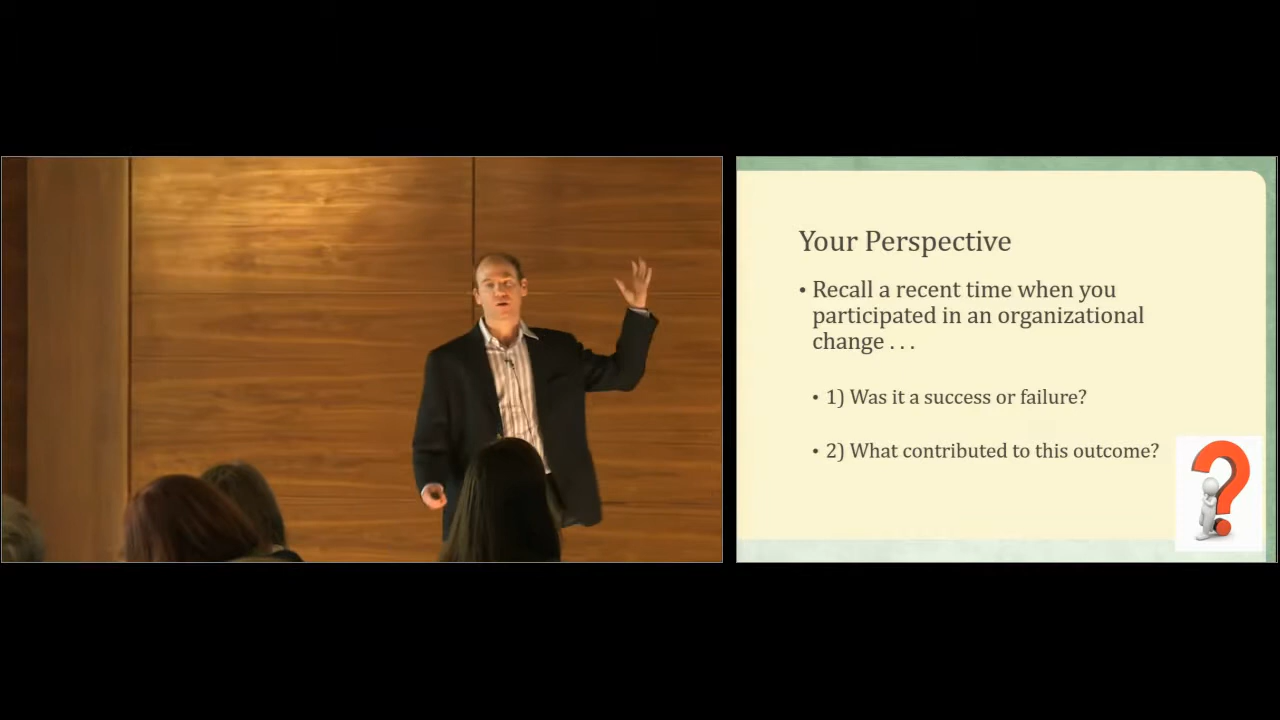 Your Perspective
• Recall a recent time when you
participated in an organizational
change . . .
• 1) Was it a success or failure?
• 2) What contributed to this outcome?